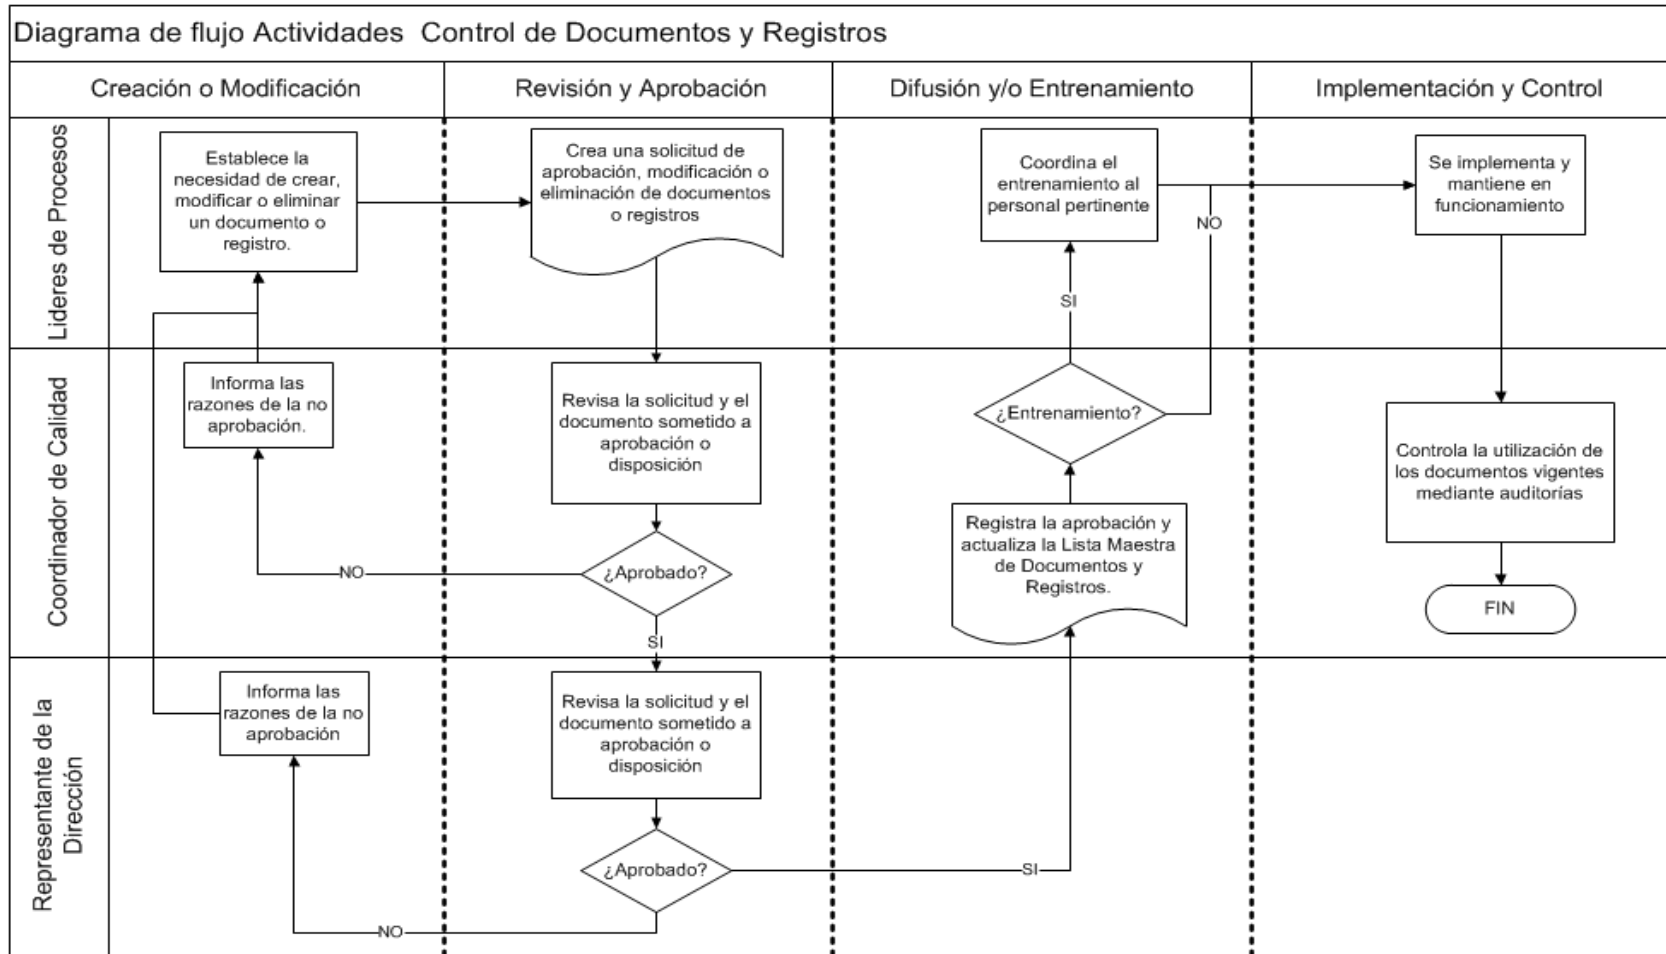 Diagrama de flujo Actividades  Control de Documentos y Registros
Creación o Modificación
Revisión y Aprobación
Difusión y/o Entrenamiento
Implementación y Control
Lideres de Procesos
Establece la
necesidad de crear,
modificar o eliminar
un documento o
registro.
Crea una solicitud de
aprobación, modificación o
eliminación de documentos
o registros
Coordina el
entrenamiento al
personal pertinente
NO
SI
Se implementa y
mantiene en
funcionamiento
Coordinador de Calidad
Informa las
razones de la no
aprobación.
Revisa la solicitud y el
documento sometido a
aprobación o
disposición
¿Aprobado?
NO
SI
¿Entrenamiento?
Registra la aprobación y
actualiza la Lista Maestra
de Documentos y
Registros.
Controla la utilización de
los documentos vigentes
mediante auditorías
FIN
Representante de la
Dirección
Informa las
razones de la no
aprobación
Revisa la solicitud y el
documento sometido a
aprobación o
disposición
¿Aprobado?
SI
NO